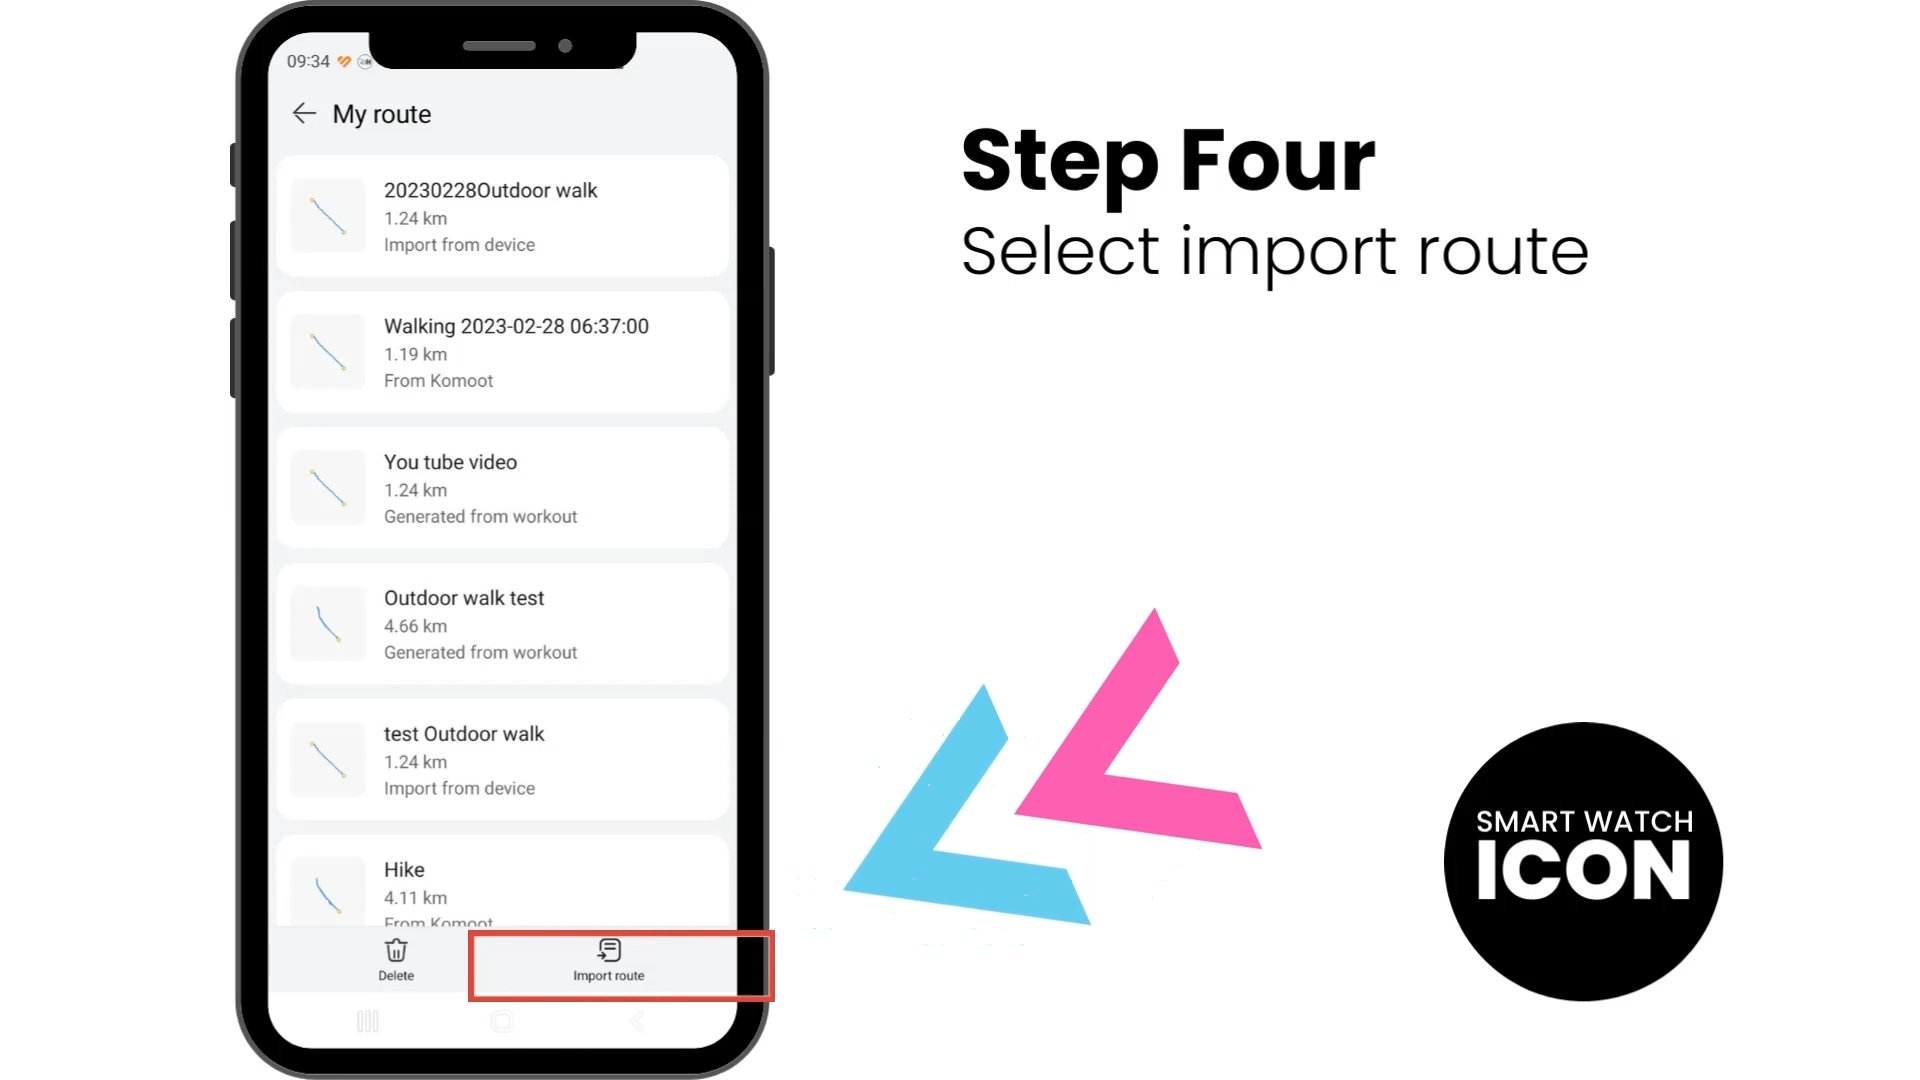 09:34
My route
20230228Outdoor walk
1.24 km
Import from device
Walking 2023-02-28 06:37:00
1.19 km
From Komoot
You tube video
1.24 km
Generated from workout
Outdoor walk test
4.66 km
Generated from workout
test Outdoor walk
1.24 km
Import from device
Hike
4.11 km
From Komoot
Delete
Import route
Step Four
Select import route
SMART WATCH
ICON